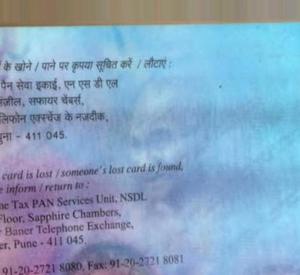 के खोने / पाने पर कृपया सूचित करें / लौटाएं :
पैन सेवा इकाई, एन एस डी एल
मंज़ील, सफायर चेंबर्स,
लिफोन एक्स्चेंज के नजदीक,
पुना - 411 045.
card is lost / someone's lost card is found,
e inform / return to :
ne Tax PAN Services Unit, NSDL
Floor, Sapphire Chambers,
r Baner Telephone Exchange,
er, Pune - 411 045.
91-20-2721 8080, Fax: 91-20-2721 8081